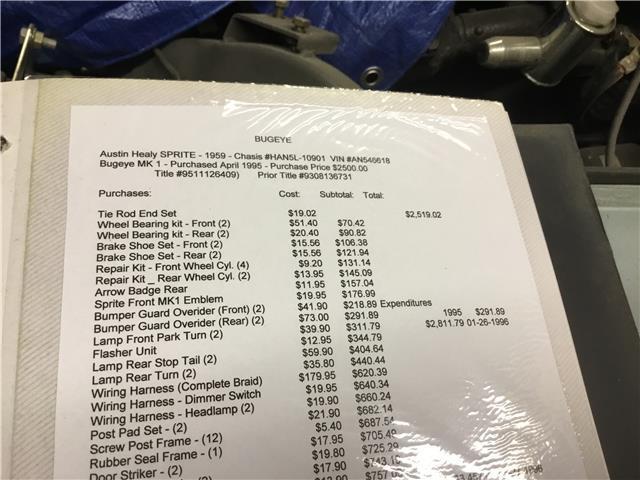 BUGEYE
Austin Healy SPRITE - 1959 - Chasis #HAN5L-10901 VIN #AN546618
Bugeye MK 1 - Purchased April 1995 - Purchase Price $2500.00
Title #9511126409) Prior Title #9308136731
Purchases: Cost: Subtotal: Total:
Tie Rod End Set $19.02 $2,519.02
Wheel Bearing kit - Front (2) $51.40 $70.42
Wheel Bearing kit - Rear (2) $20.40 $90.82
Brake Shoe Set - Front (2) $15.56 $106.38
Brake Shoe Set - Rear (2) $15.56 $121.94
Repair Kit - Front Wheel Cyl. (4) $9.20 $131.14
Repair Kit _ Rear Wheel Cyl. (2) $13.95 $145.09
Arrow Badge Rear $11.95 $157.04
Sprite Front MK1 Emblem $19.95 $176.99
Bumper Guard Overider (Front) (2) $41.90 $218.89 Expenditures
Bumper Guard Overider (Rear) (2) $73.00 $291.89 1995 $291.89
Lamp Front Park Turn (2) $39.90 $311.79 $2,811.79 01-26-1996
Flasher Unit $12.95 $344.79
Lamp Rear Stop Tail (2) $59.90 $404.64
Lamp Rear Turn (2) $35.80 $440.44
Wiring Harness (Complete Braid) $179.95 $620.39
Wiring Harness - Dimmer Switch $19.95 $640.34
Wiring Harness - Headlamp (2) $19.90 $660.24
Post Pad Set - (2) $21.90 $682.14
Screw Post Frame - (12) $5.40 $687.54
Rubber Seal Frame - (1) $17.95 $705.49
Door Striker - (2) $19.80 $725.29
$17.90